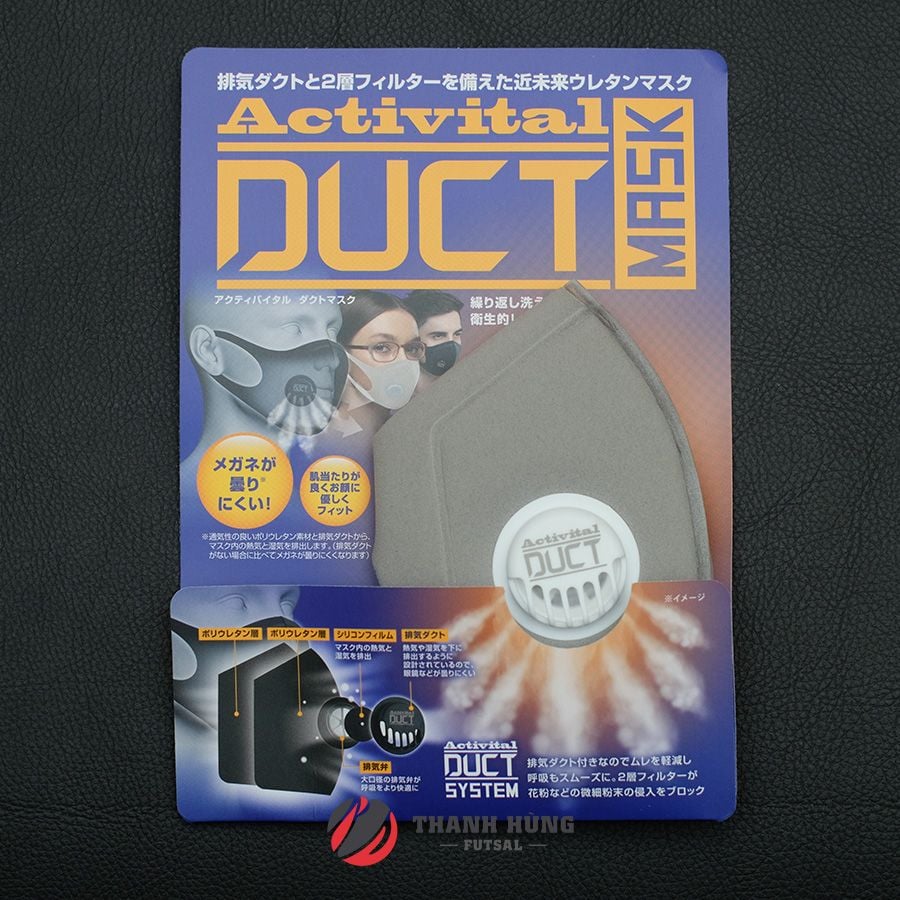 排気ダクトと2層フィルターを備えた近未来ウレタンマスク
Activital
DUCT
MASK
アクティバイタル ダクトマスク
繰り返し洗
衛生的!
DUCT
メガネが
曇り※
にくい!
肌当たりが
良くお顔に
優しく
フィット
※通気性の良いポリウレタン素材と排気ダクトから、
マスク内の熱気と湿気を排出します。(排気ダクト
がない場合に比べてメガネが曇りにくくなります)
Activital
DUCT
※イメージ
ポリウレタン層
ポリウレタン層
シリコンフィルム
マスク内の熱気と
湿気を排出
排気ダクト
熱気や湿気を下に
排出するように
設計されているので、
眼鏡などが曇りにくい
Activital
DUCT
排気弁
大口径の排気弁が
呼吸をより快適に
Activital
DUCT
SYSTEM
排気ダクト付きなのでムレを軽減し
呼吸もスムーズに。2層フィルターが
花粉などの微細粉末の侵入をブロック
THANH HÙNG
FUTSAL